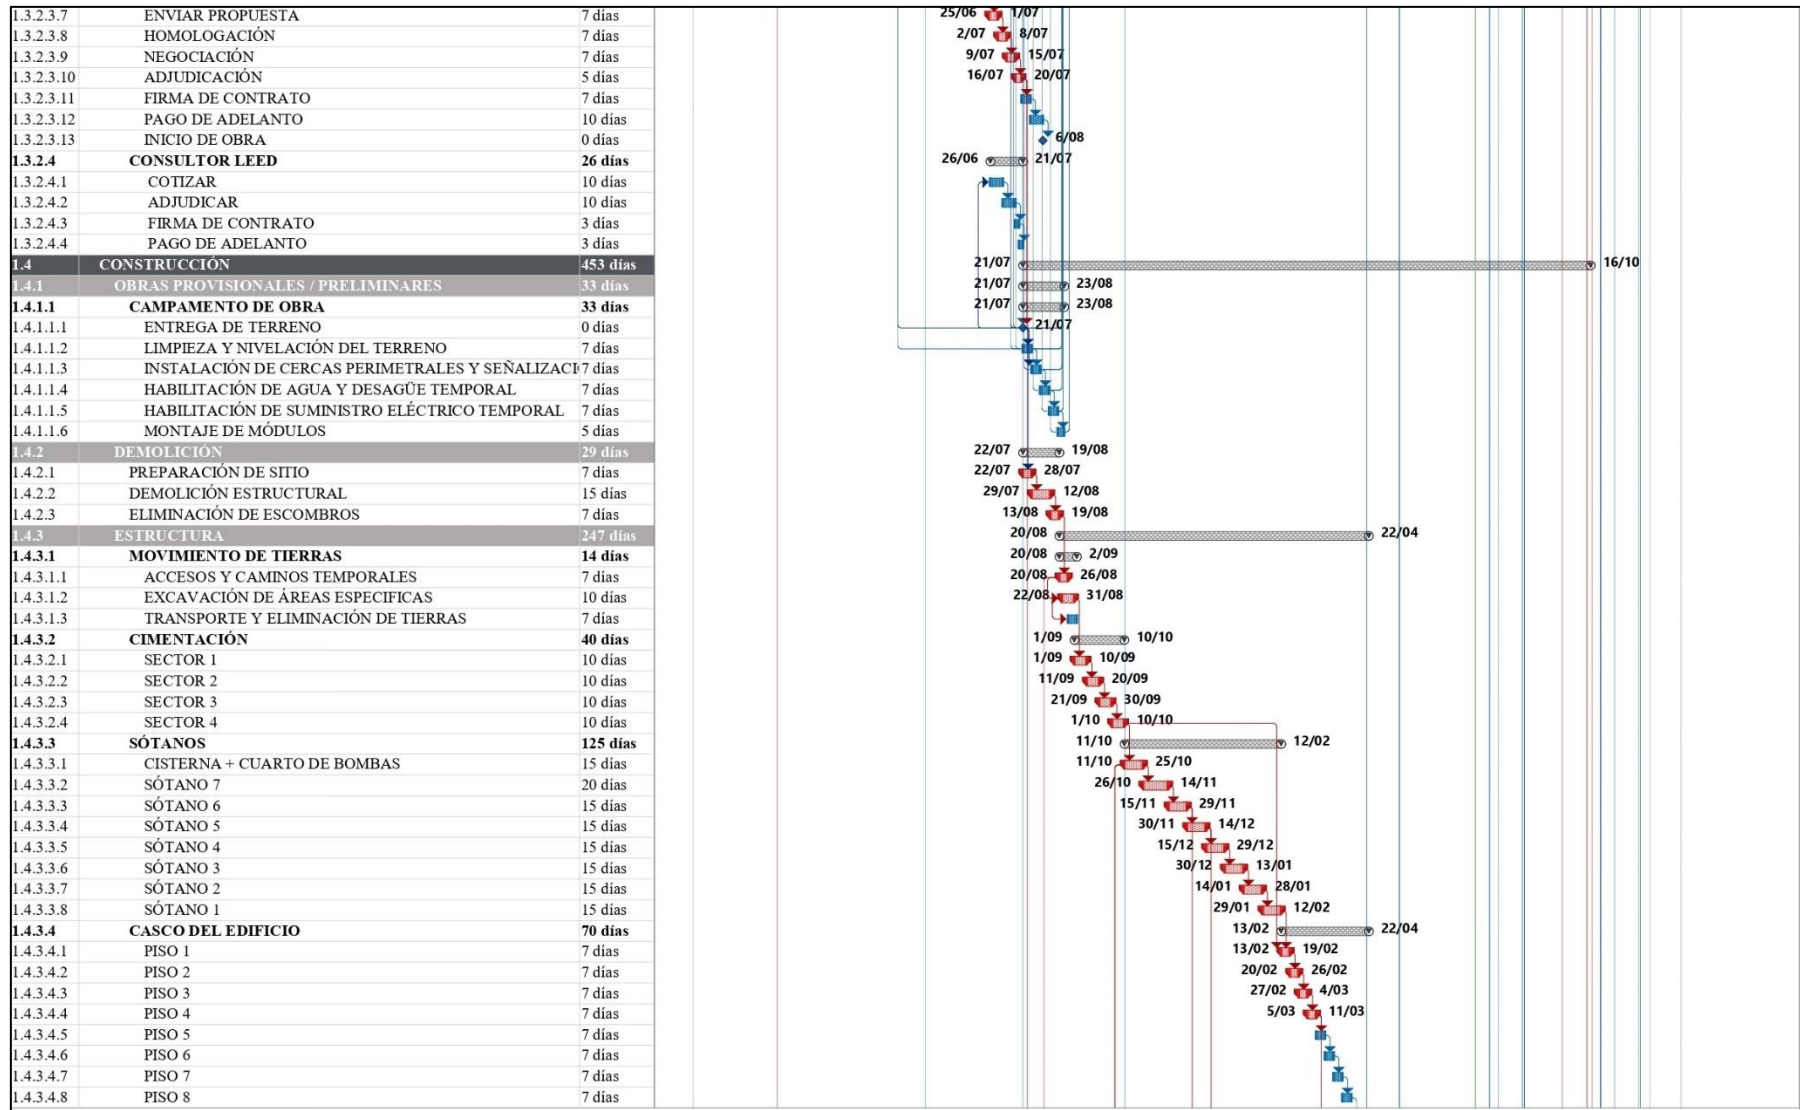 1.3.2.3.7 ENVIAR PROPUESTA 7 días 25/06 1/07
1.3.2.3.8 HOMOLOGACIÓN 7 días 2/07 8/07
1.3.2.3.9 NEGOCIACIÓN 7 días 9/07 15/07
1.3.2.3.10 ADJUDICACIÓN 5 días 16/07 20/07
1.3.2.3.11 FIRMA DE CONTRATO 7 días
1.3.2.3.12 PAGO DE ADELANTO 10 días
1.3.2.3.13 INICIO DE OBRA 0 días 6/08
1.3.2.4 CONSULTOR LEED 26 días 26/06 21/07
1.3.2.4.1 COTIZAR 10 días
1.3.2.4.2 ADJUDICAR 10 días
1.3.2.4.3 FIRMA DE CONTRATO 3 días
1.3.2.4.4 PAGO DE ADELANTO 3 días
1.4 CONSTRUCCIÓN 453 días 21/07 16/10
1.4.1 OBRAS PROVISIONALES / PRELIMINARES 33 días 21/07 23/08
1.4.1.1 CAMPAMENTO DE OBRA 33 días 21/07 23/08
1.4.1.1.1 ENTREGA DE TERRENO 0 días 21/07
1.4.1.1.2 LIMPIEZA Y NIVELACIÓN DEL TERRENO 7 días
1.4.1.1.3 INSTALACIÓN DE CERCAS PERIMETRALES Y SEÑALIZACI 7 días
1.4.1.1.4 HABILITACIÓN DE AGUA Y DESAGÜE TEMPORAL 7 días
1.4.1.1.5 HABILITACIÓN DE SUMINISTRO ELÉCTRICO TEMPORAL 7 días
1.4.1.1.6 MONTAJE DE MÓDULOS 5 días
1.4.2 DEMOLICIÓN 29 días 22/07 19/08
1.4.2.1 PREPARACIÓN DE SITIO 7 días 22/07 28/07
1.4.2.2 DEMOLICIÓN ESTRUCTURAL 15 días 29/07 12/08
1.4.2.3 ELIMINACIÓN DE ESCOMBROS 7 días 13/08 19/08
1.4.3 ESTRUCTURA 247 días 20/08 22/04
1.4.3.1 MOVIMIENTO DE TIERRAS 14 días 20/08 2/09
1.4.3.1.1 ACCESOS Y CAMINOS TEMPORALES 7 días 20/08 26/08
1.4.3.1.2 EXCAVACIÓN DE ÁREAS ESPECIFICAS 10 días 22/08 31/08
1.4.3.1.3 TRANSPORTE Y ELIMINACIÓN DE TIERRAS 7 días
1.4.3.2 CIMENTACIÓN 40 días 1/09 10/10
1.4.3.2.1 SECTOR 1 10 días 1/09 10/09
1.4.3.2.2 SECTOR 2 10 días 11/09 20/09
1.4.3.2.3 SECTOR 3 10 días 21/09 30/09
1.4.3.2.4 SECTOR 4 10 días 1/10 10/10
1.4.3.3 SÓTANOS 125 días 11/10 12/02
1.4.3.3.1 CISTERNA + CUARTO DE BOMBAS 15 días 11/10 25/10
1.4.3.3.2 SÓTANO 7 20 días 26/10 14/11
1.4.3.3.3 SÓTANO 6 15 días 15/11 29/11
1.4.3.3.4 SÓTANO 5 15 días 30/11 14/12
1.4.3.3.5 SÓTANO 4 15 días 15/12 29/12
1.4.3.3.6 SÓTANO 3 15 días 30/12 13/01
1.4.3.3.7 SÓTANO 2 15 días 14/01 28/01
1.4.3.3.8 SÓTANO 1 15 días 29/01 12/02
1.4.3.4 CASCO DEL EDIFICIO 70 días 13/02 22/04
1.4.3.4.1 PISO 1 7 días 13/02 19/02
1.4.3.4.2 PISO 2 7 días 20/02 26/02
1.4.3.4.3 PISO 3 7 días 27/02 4/03
1.4.3.4.4 PISO 4 7 días 5/03 11/03
1.4.3.4.5 PISO 5 7 días
1.4.3.4.6 PISO 6 7 días
1.4.3.4.7 PISO 7 7 días
1.4.3.4.8 PISO 8 7 días